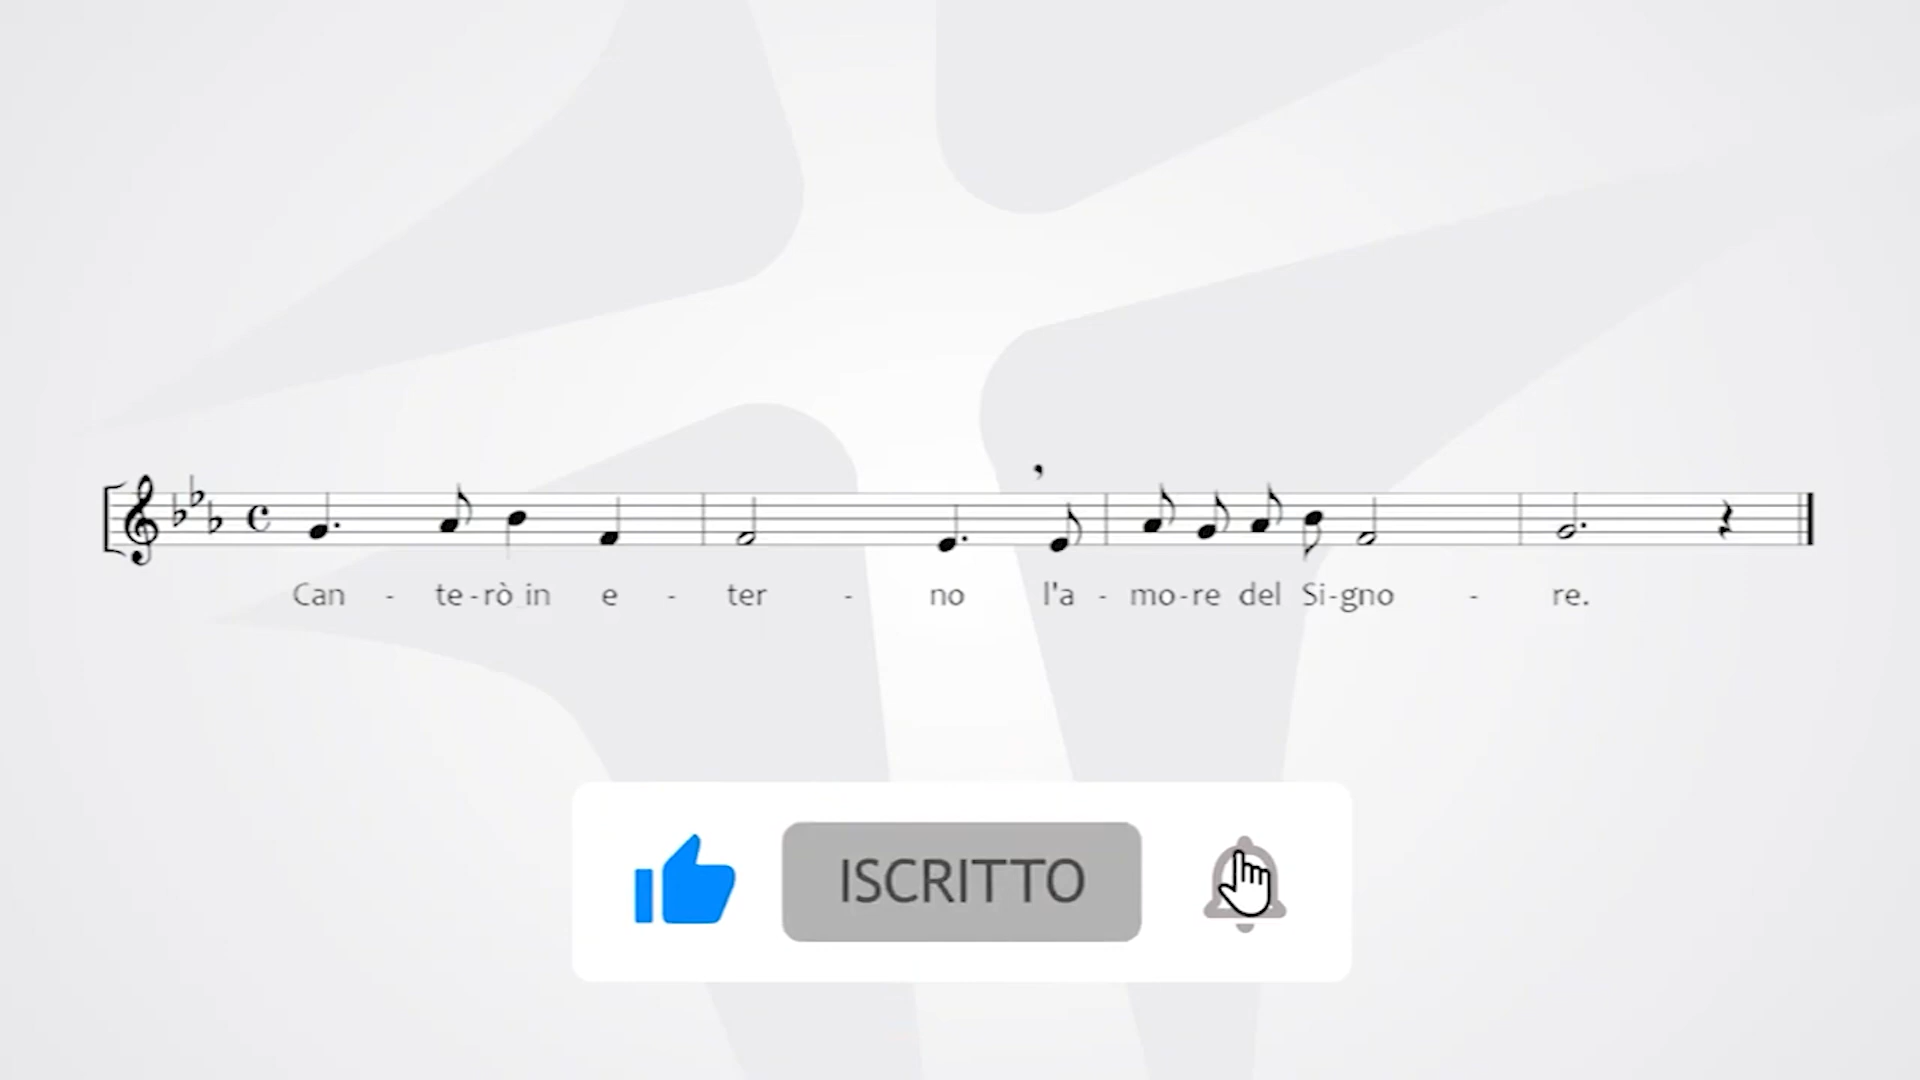 Can - te-rò in e - ter - no l'a - mo-re del Si-gno - re.
ISCRITTO